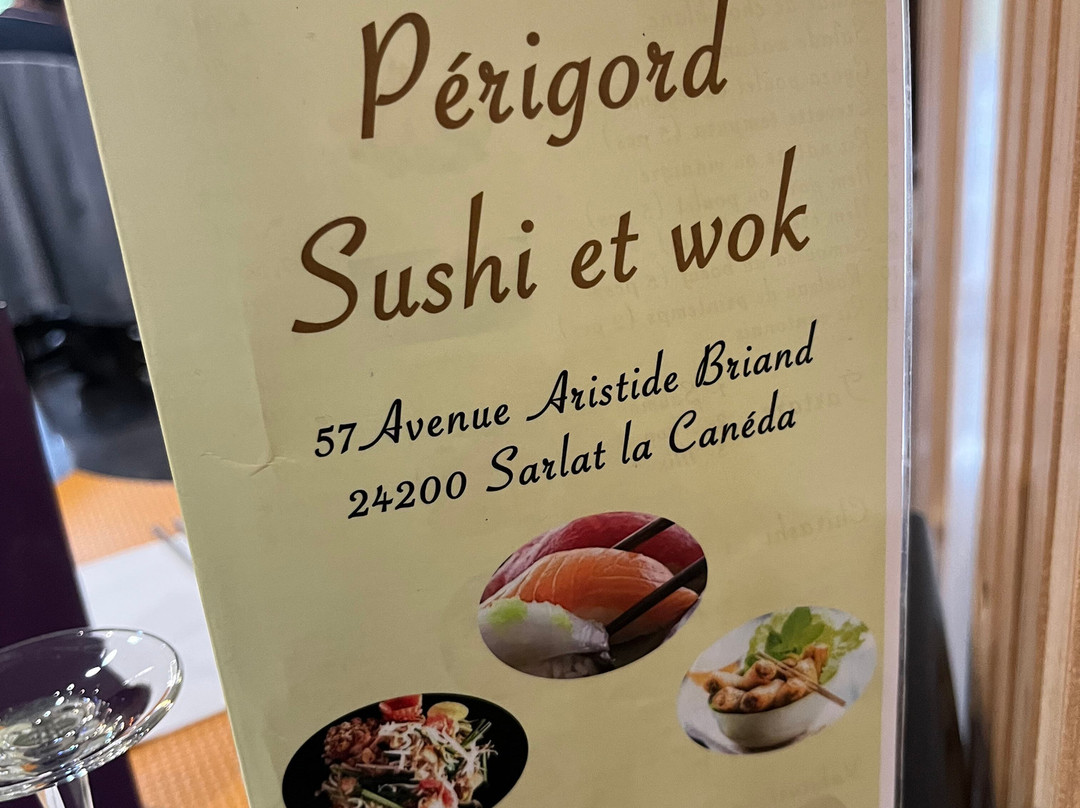 Périgord
Sushi et wok
57 Avenue Aristide Briand
24200 Sarlat la Canéda